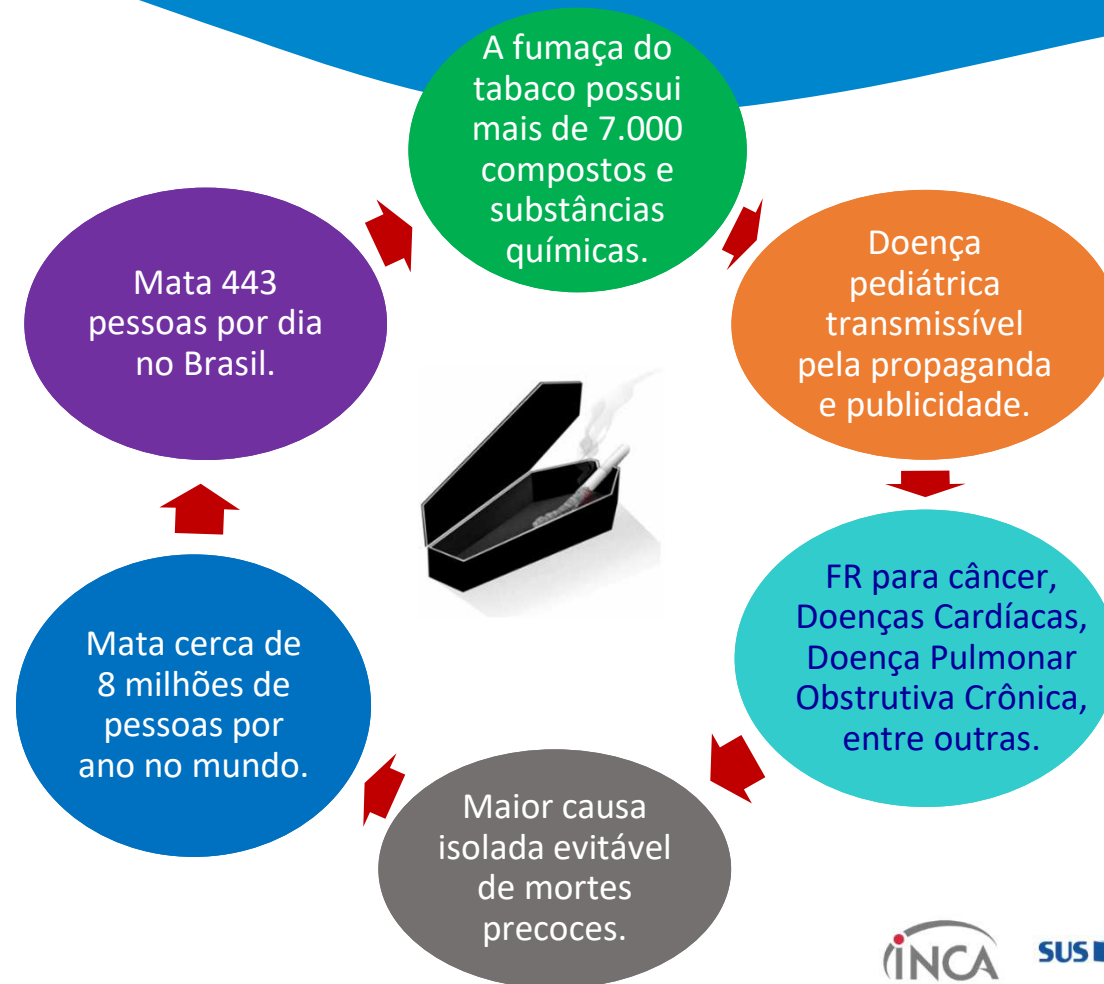 A fumaça do
tabaco possui
mais de 7.000
compostos e
substâncias
químicas.
Doença
pediátrica
transmissível
pela propaganda
e publicidade.
FR para câncer,
Doenças Cardíacas,
Doença Pulmonar
Obstrutiva Crônica,
entre outras.
Maior causa
isolada evitável
de mortes
precoces.
Mata cerca de
8 milhões de
pessoas por
ano no mundo.
Mata 443
pessoas por dia
no Brasil.
INCA
SUS